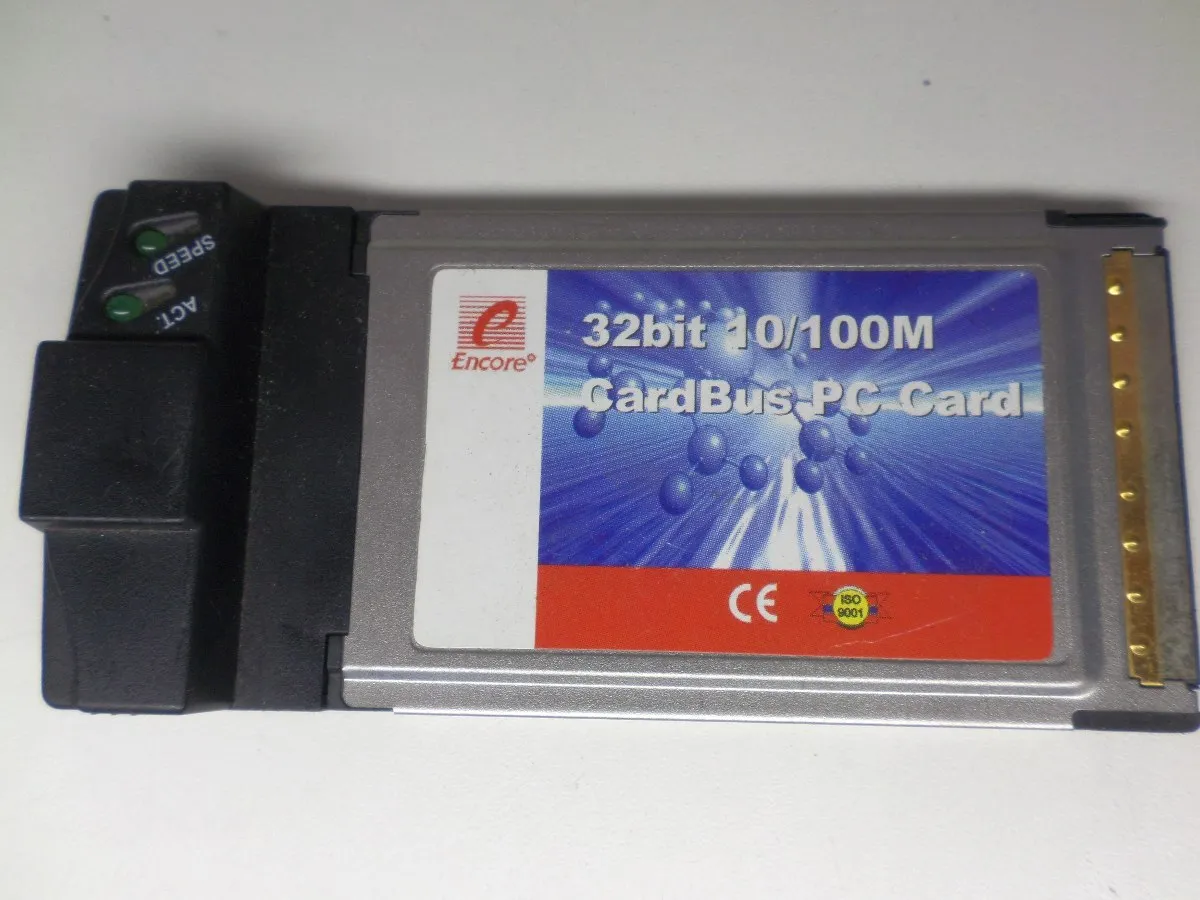 SPEED
ACT.
e
Encore®
32bit 10/100M
CardBus PC Card
CE
ISO
9001